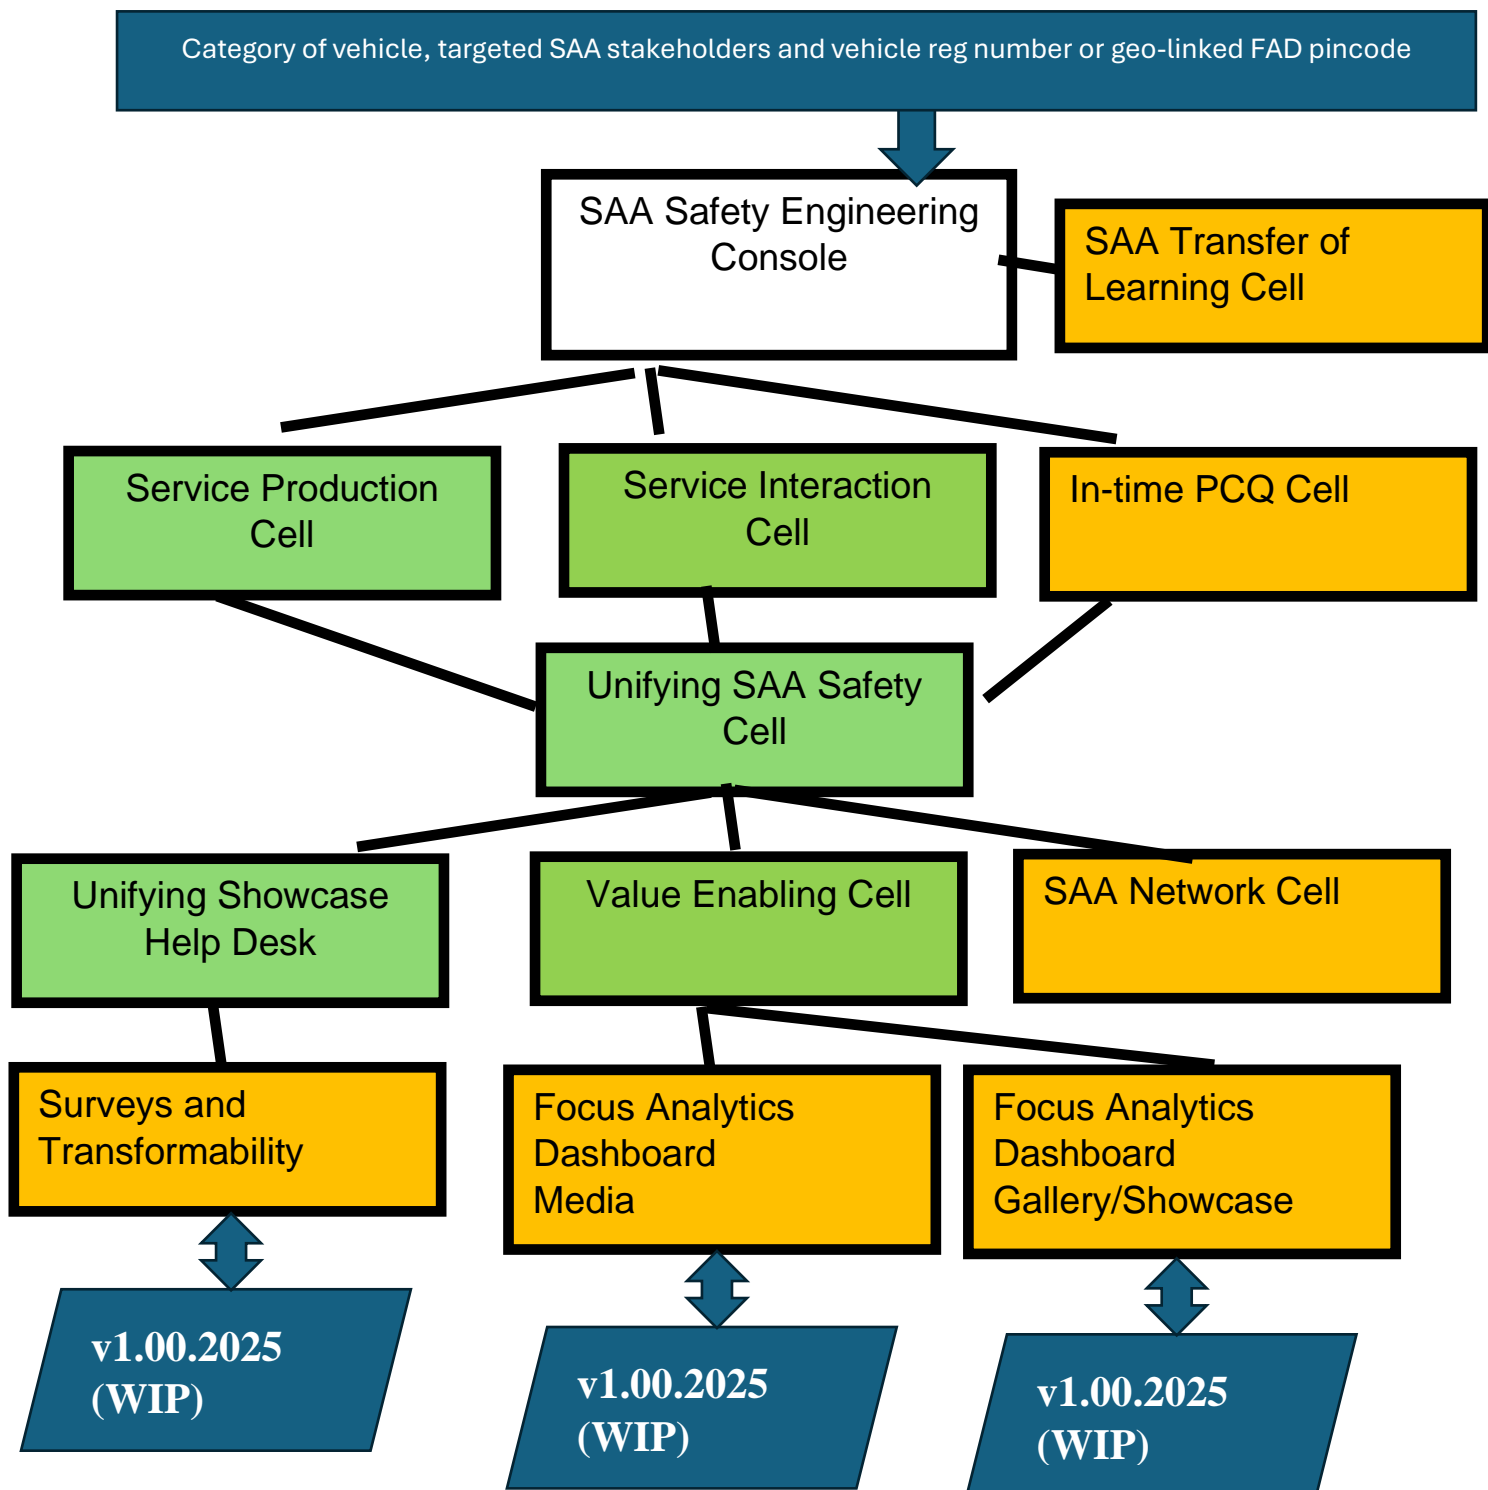 Category of vehicle, targeted SAA stakeholders and vehicle reg number or geo-linked FAD pincode
SAA Safety Engineering
Console
SAA Transfer of
Learning Cell
Service Production
Cell
Service Interaction
Cell
In-time PCQ Cell
Unifying SAA Safety
Cell
Unifying Showcase
Help Desk
Value Enabling Cell
SAA Network Cell
Surveys and
Transformability
Focus Analytics
Dashboard
Media
Focus Analytics
Dashboard
Gallery/Showcase
v1.00.2025
(WIP)
v1.00.2025
(WIP)
v1.00.2025
(WIP)